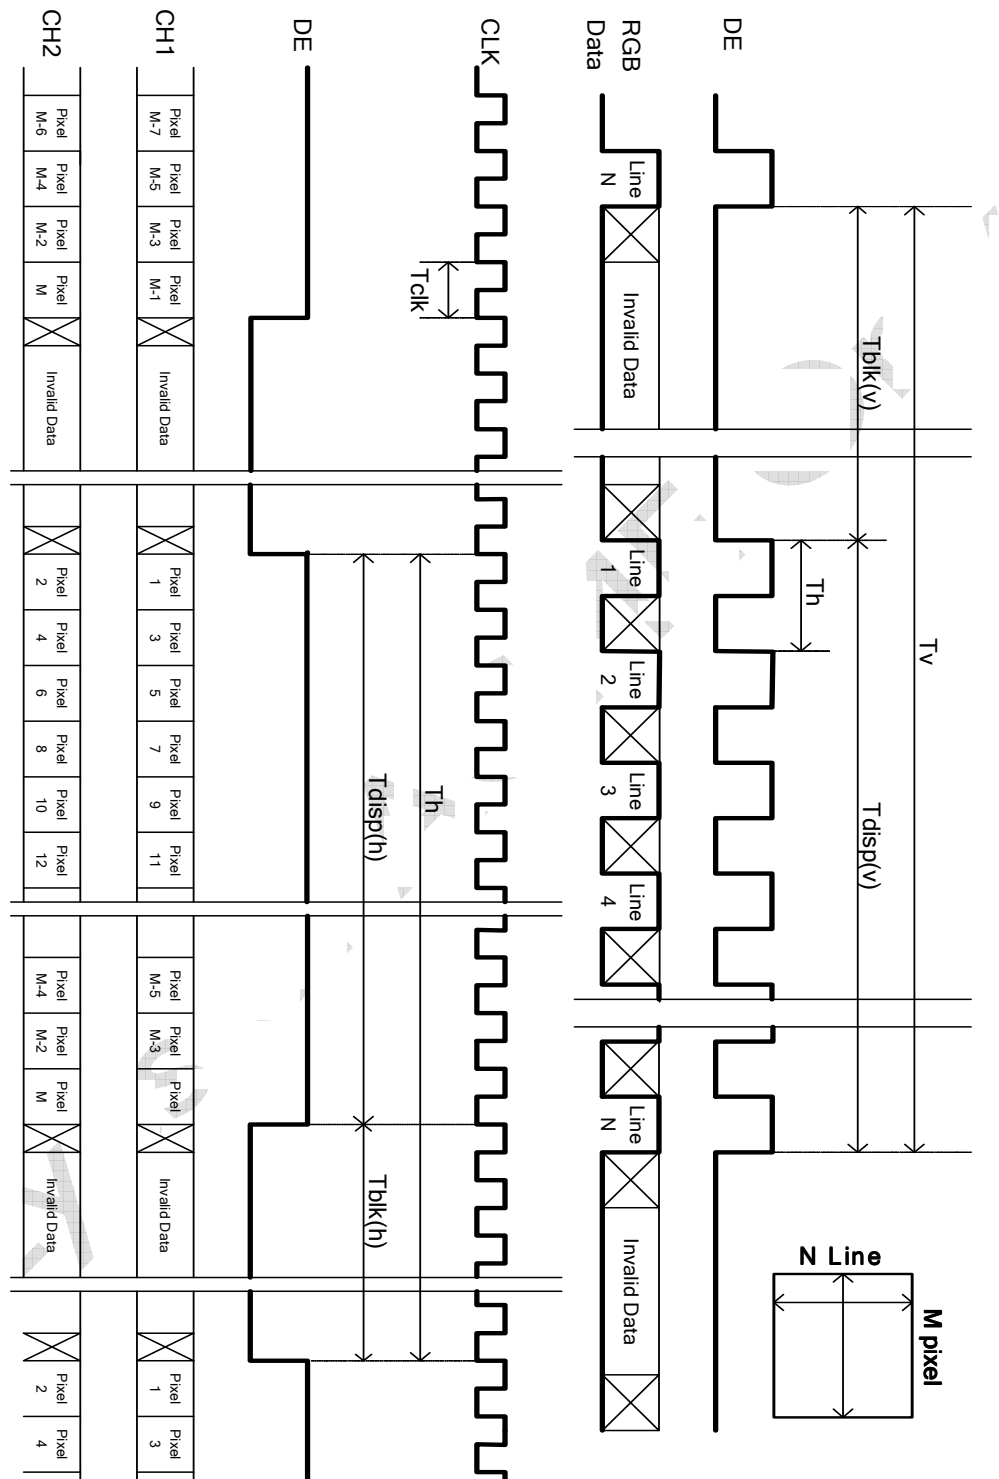 Tv
Tblk(v)
Tdisp(v)
Th
DE
RGB
Data
Line
N
Invalid Data
Line
1
Line
2
Line
3
Line
4
Line
N
Invalid Data
N Line
M pixel
CLK
Tclk
Th
Tdisp(h)
Tblk(h)
DE
CH1
Pixel
M-7
Pixel
M-5
Pixel
M-3
Pixel
M-1
Invalid Data
Pixel
1
Pixel
3
Pixel
5
Pixel
7
Pixel
9
Pixel
11
Pixel
M-5
Pixel
M-3
Pixel
Invalid Data
Pixel
1
Pixel
3
CH2
Pixel
M-6
Pixel
M-4
Pixel
M-2
Pixel
M
Invalid Data
Pixel
2
Pixel
4
Pixel
6
Pixel
8
Pixel
10
Pixel
12
Pixel
M-4
Pixel
M-2
Pixel
M
Invalid Data
Pixel
2
Pixel
4